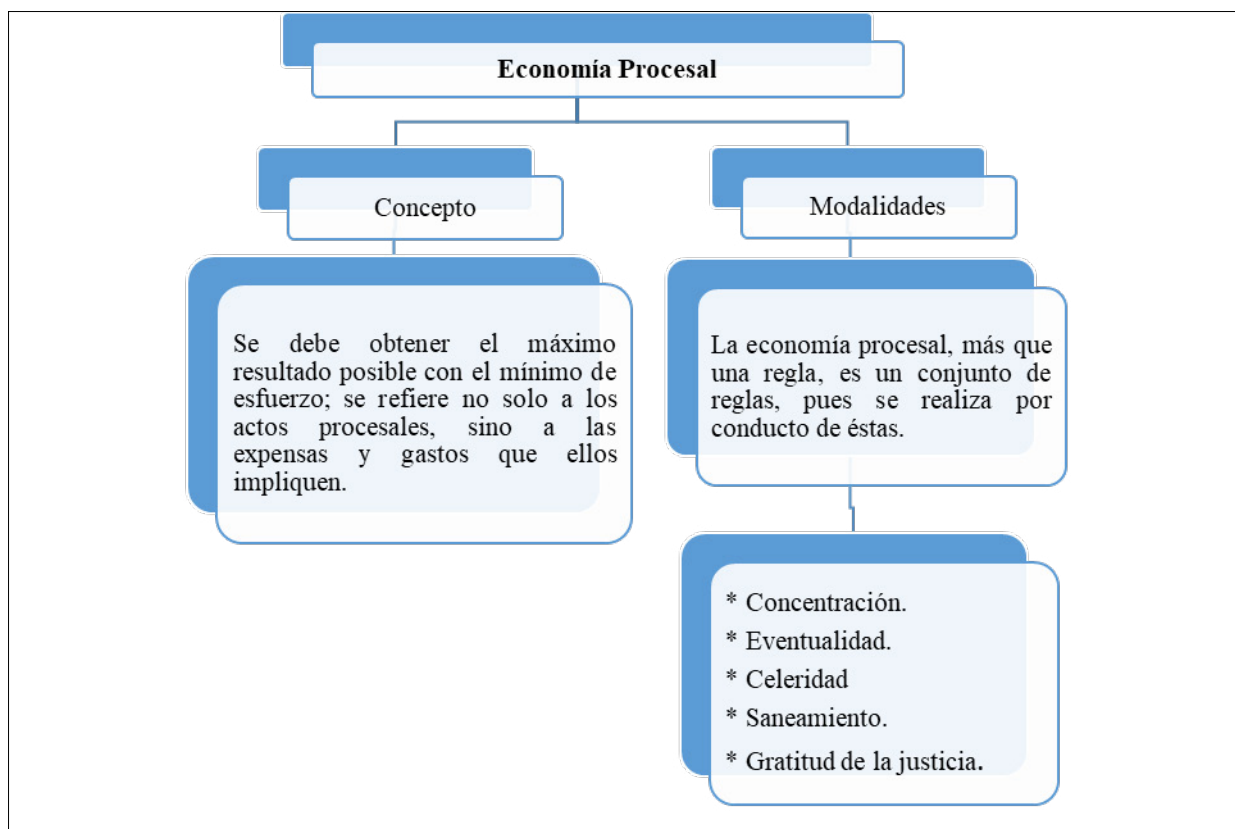 Economía Procesal
Concepto
Se debe obtener el máximo
resultado posible con el mínimo de
esfuerzo; se refiere no solo a los
actos procesales, sino a las
expensas y gastos que ellos
impliquen.
Modalidades
La economía procesal, más que
una regla, es un conjunto de
reglas, pues se realiza por
conducto de éstas.
* Concentración.
* Eventualidad.
* Celeridad
* Saneamiento.
* Gratitud de la justicia.